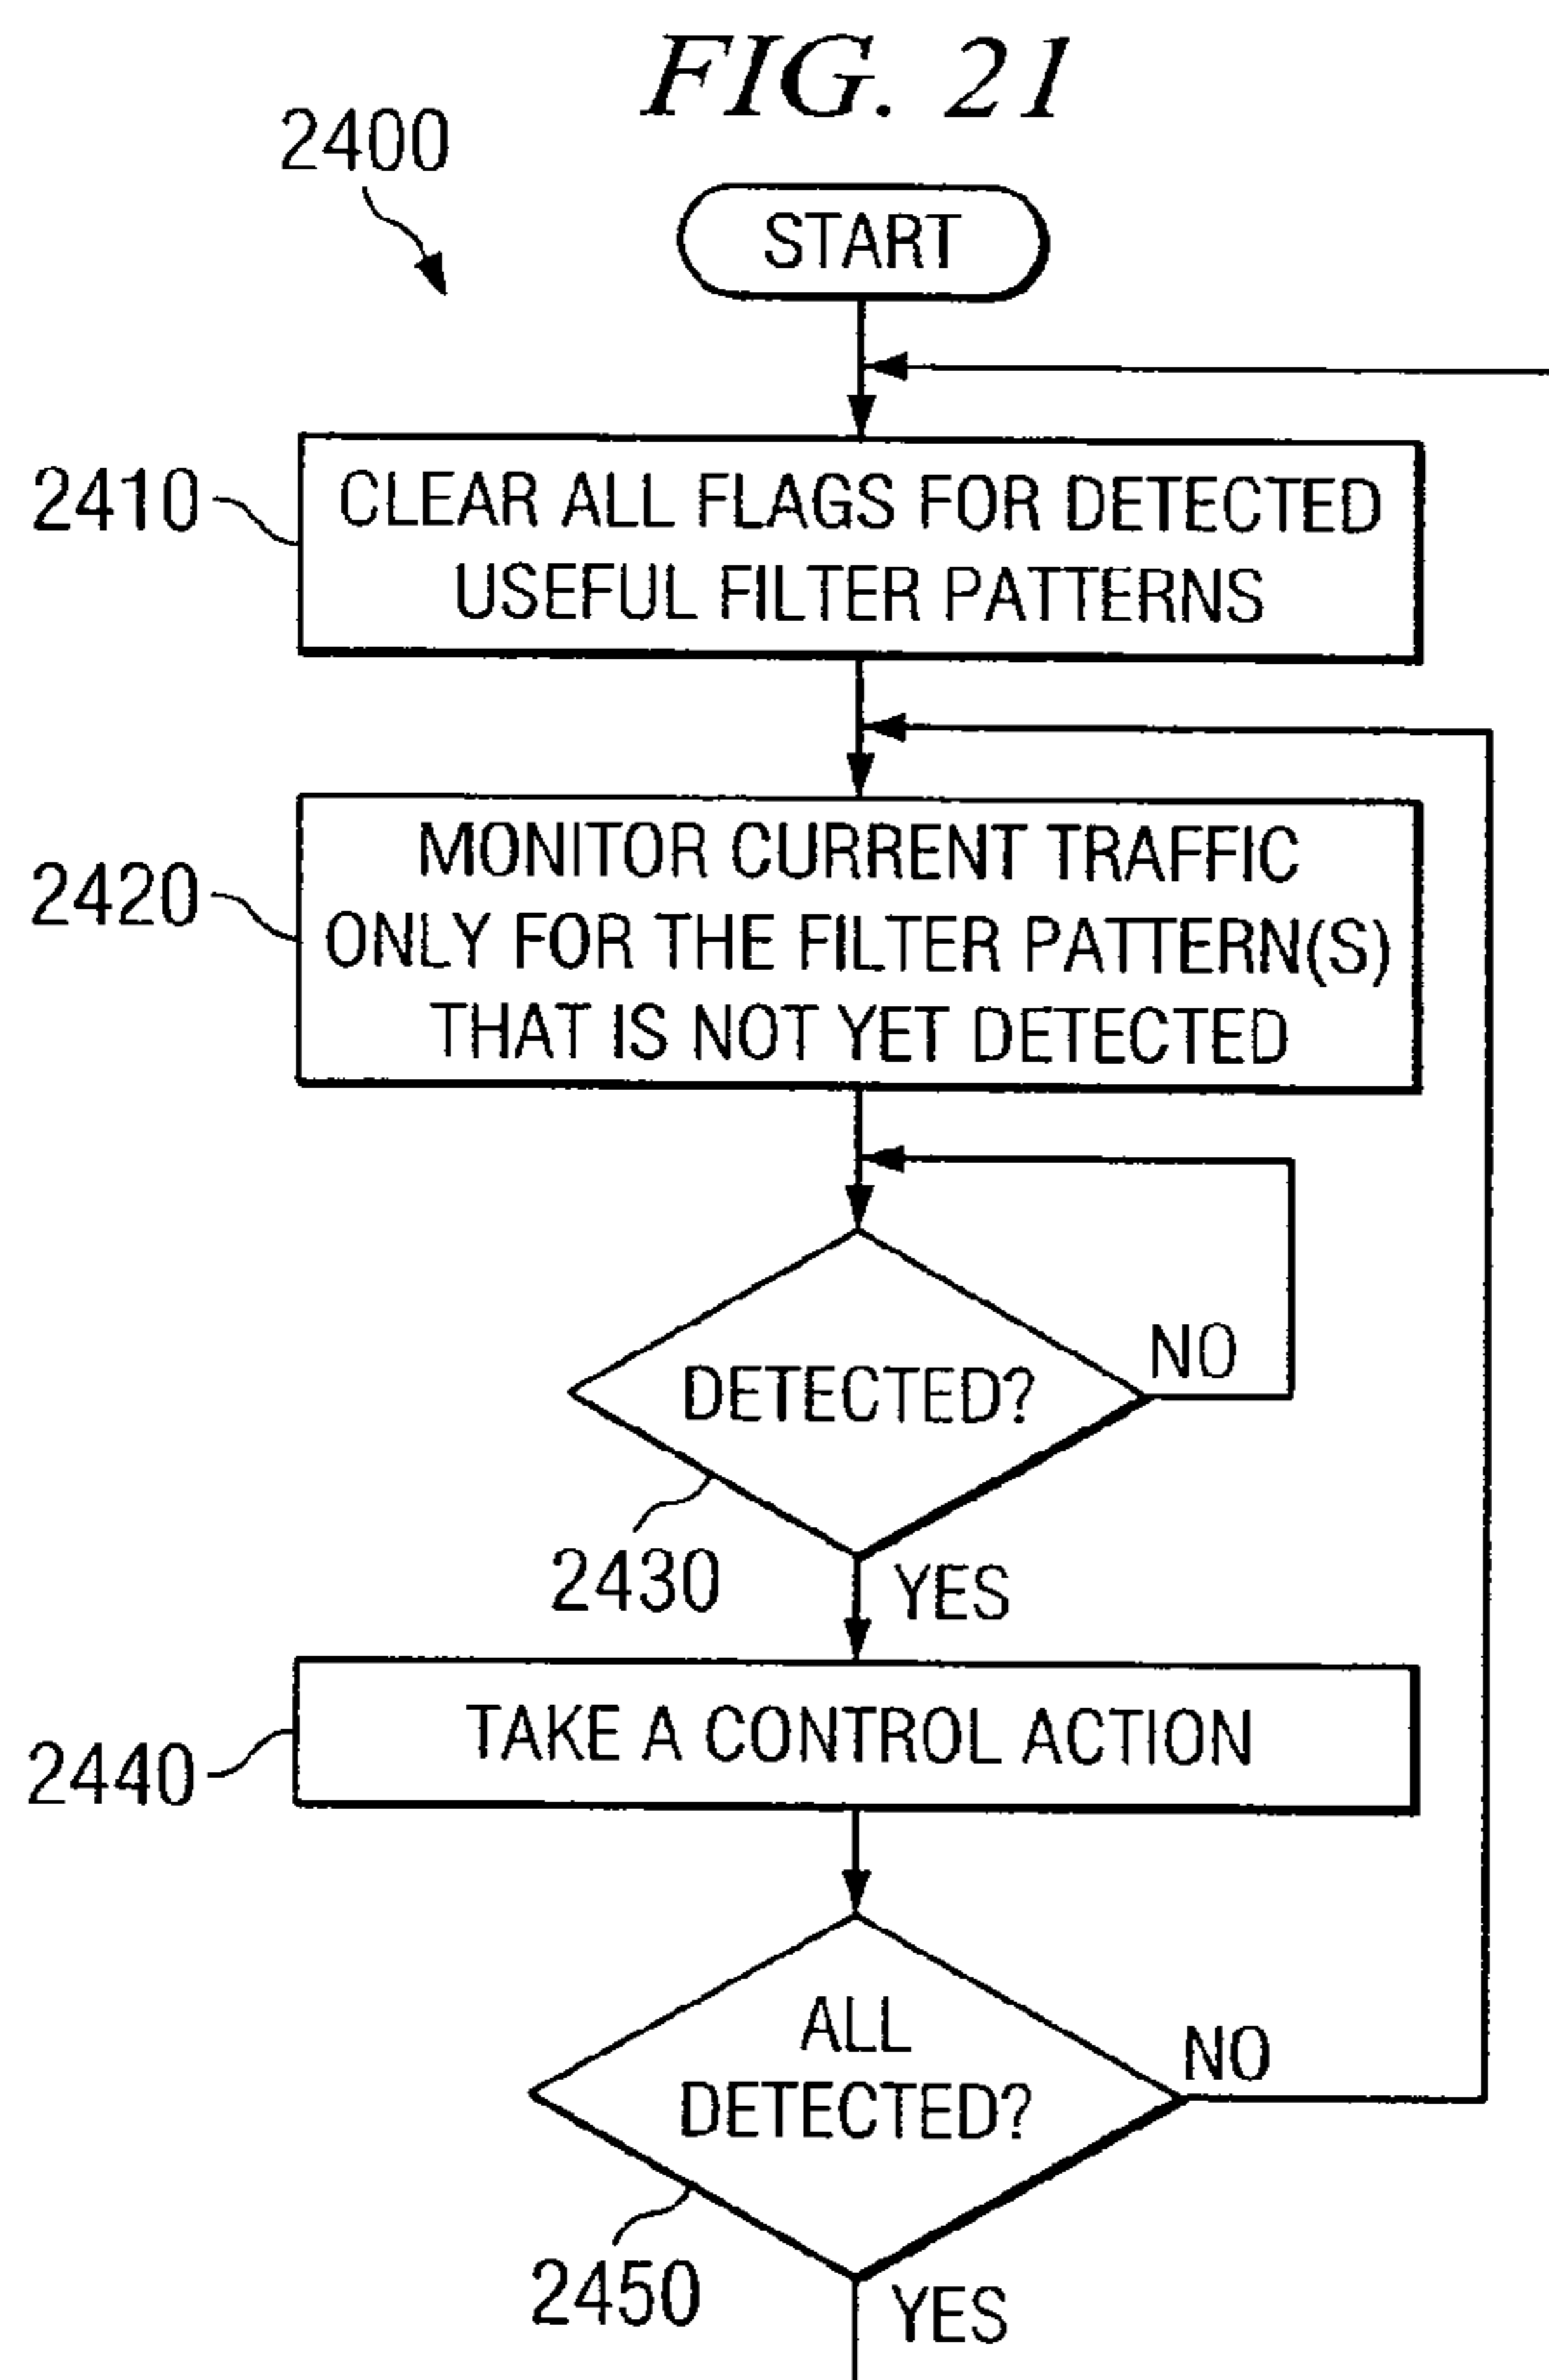 FIG. 21
2400
START
2410
CLEAR ALL FLAGS FOR DETECTED
USEFUL FILTER PATTERNS
2420
MONITOR CURRENT TRAFFIC
ONLY FOR THE FILTER PATTERN(S)
THAT IS NOT YET DETECTED
DETECTED?
NO
2430
YES
2440
TAKE A CONTROL ACTION
ALL
DETECTED?
NO
2450
YES